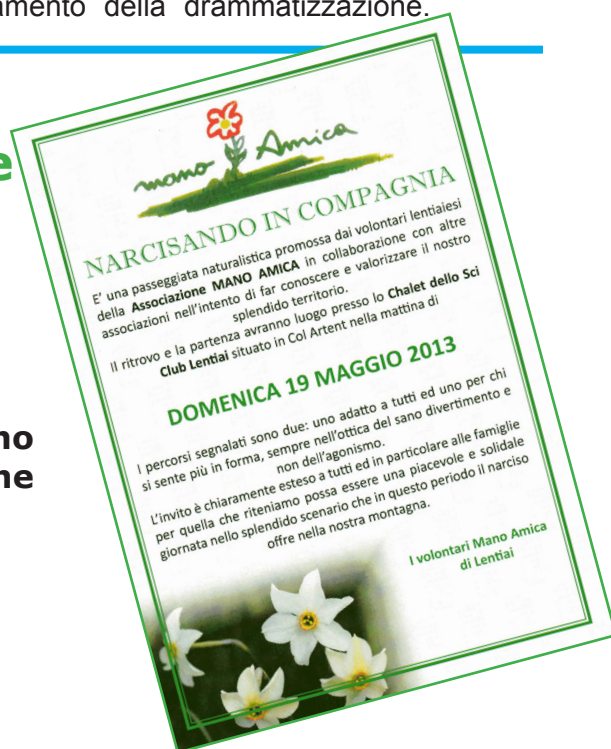 amento della drammatizzazione.
e
no
ne
mano Amica
NARCISANDO IN COMPAGNIA
E' una passeggiata naturalistica promossa dai volontari lentiaiesi
della Associazione MANO AMICA in collaborazione con altre
associazioni nell'intento di far conoscere e valorizzare il nostro
splendido territorio.
Il ritrovo e la partenza avranno luogo presso lo Chalet dello Sci
Club Lentiai situato in Col Artent nella mattina di
DOMENICA 19 MAGGIO 2013
I percorsi segnalati sono due: uno adatto a tutti ed uno per chi
si sente più in forma, sempre nell'ottica del sano divertimento e
non dell'agonismo.
L'invito è chiaramente esteso a tutti ed in particolare alle famiglie
per quella che riteniamo possa essere una piacevole e solidale
giornata nello splendido scenario che in questo periodo il narciso
offre nella nostra montagna.
I volontari Mano Amica
di Lentiai